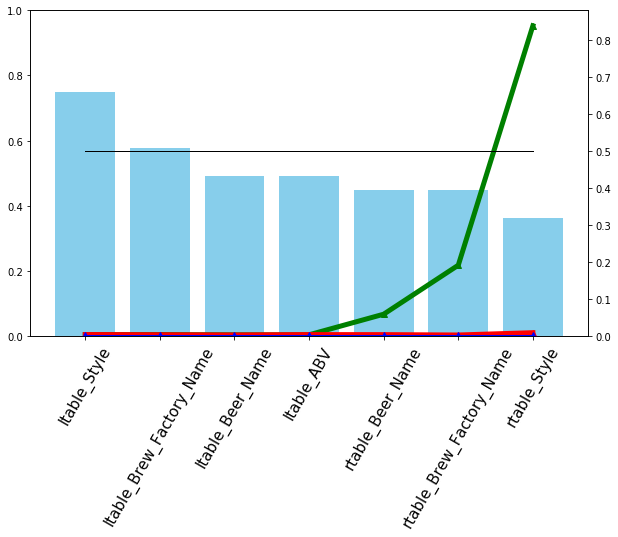 1.0
0.8
0.6
0.4
0.2
0.0
0.8
0.7
0.6
0.5
0.4
0.3
0.2
0.1
0.0
ltable_Style
ltable_Brew_Factory_Name
ltable_Beer_Name
ltable_ABV
rtable_Beer_Name
rtable_Brew_Factory_Name
rtable_Style